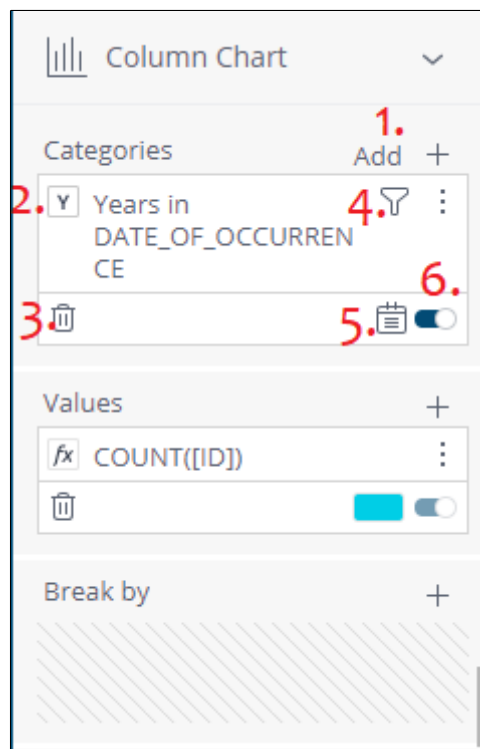 Column Chart
1.
Categories Add +
2. Y Years in 4.
DATE_OF_OCCURREN
CE
6.
3. 5.
Values +
fx COUNT([ID])
Break by +